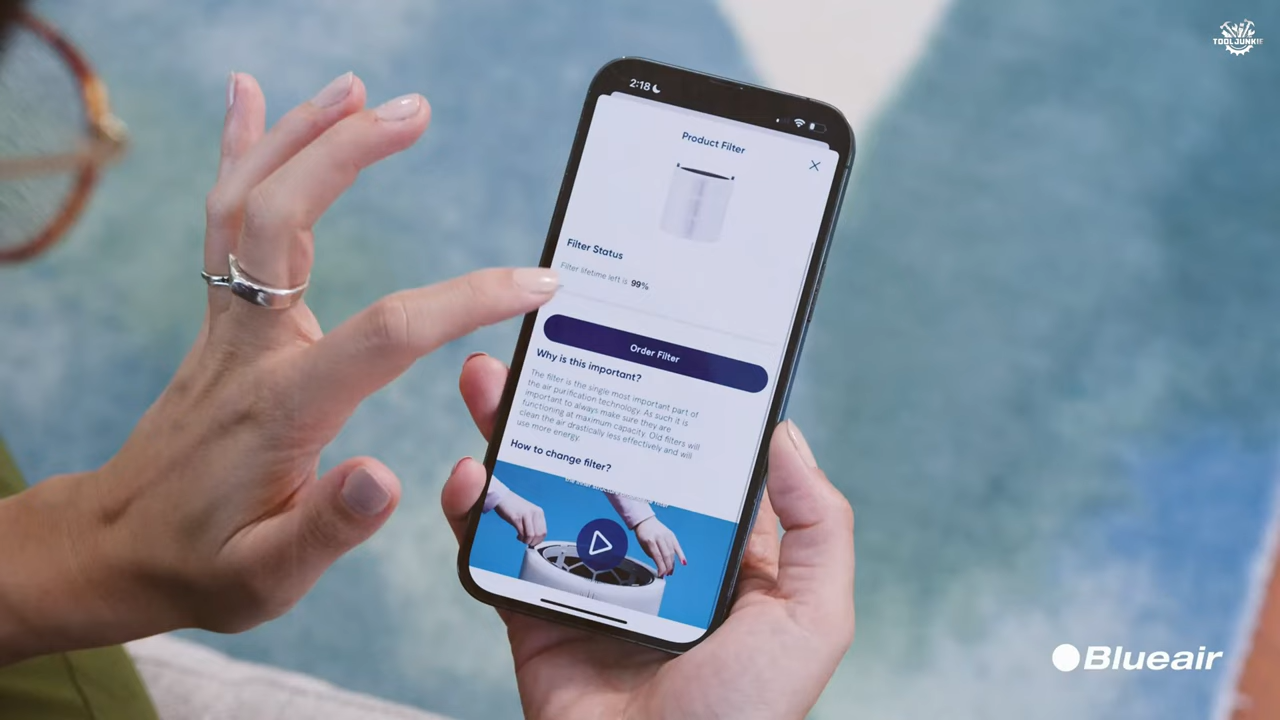 TOOL JUNKIE
2:18
Product Filter
Filter Status
Filter lifetime left is 99%
Order Filter
Why is this important?
The filter is the single most important part of
the air purification technology. As such it is
important to always make sure they are
functioning at maximum capacity. Old filters will
clean the air drastically less effectively and will
use more energy.
How to change filter?
Blueair